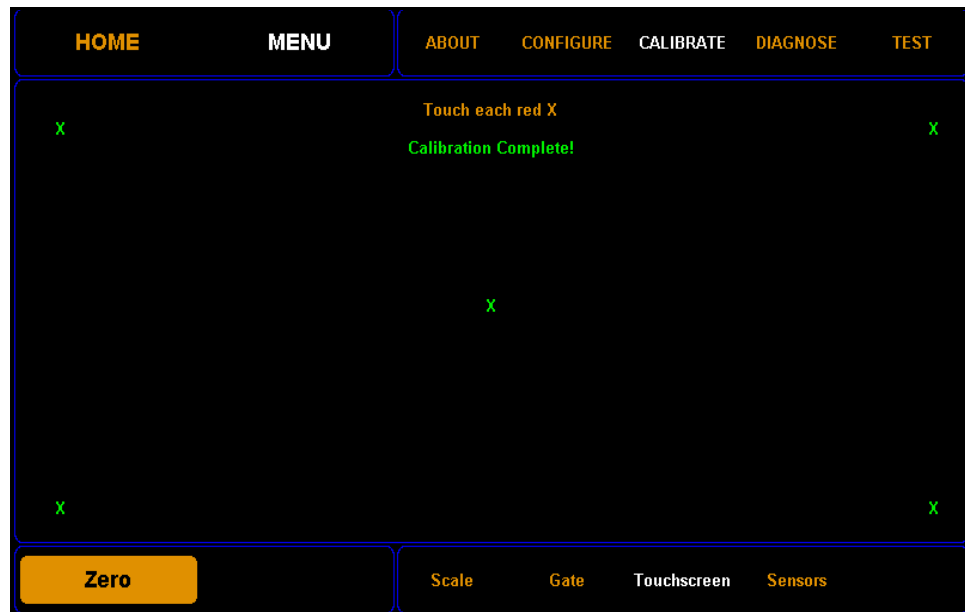 HOME MENU ABOUT CONFIGURE CALIBRATE DIAGNOSE TEST
Touch each red X
X X
Calibration Complete!
X
X X
Zero Scale Gate Touchscreen Sensors